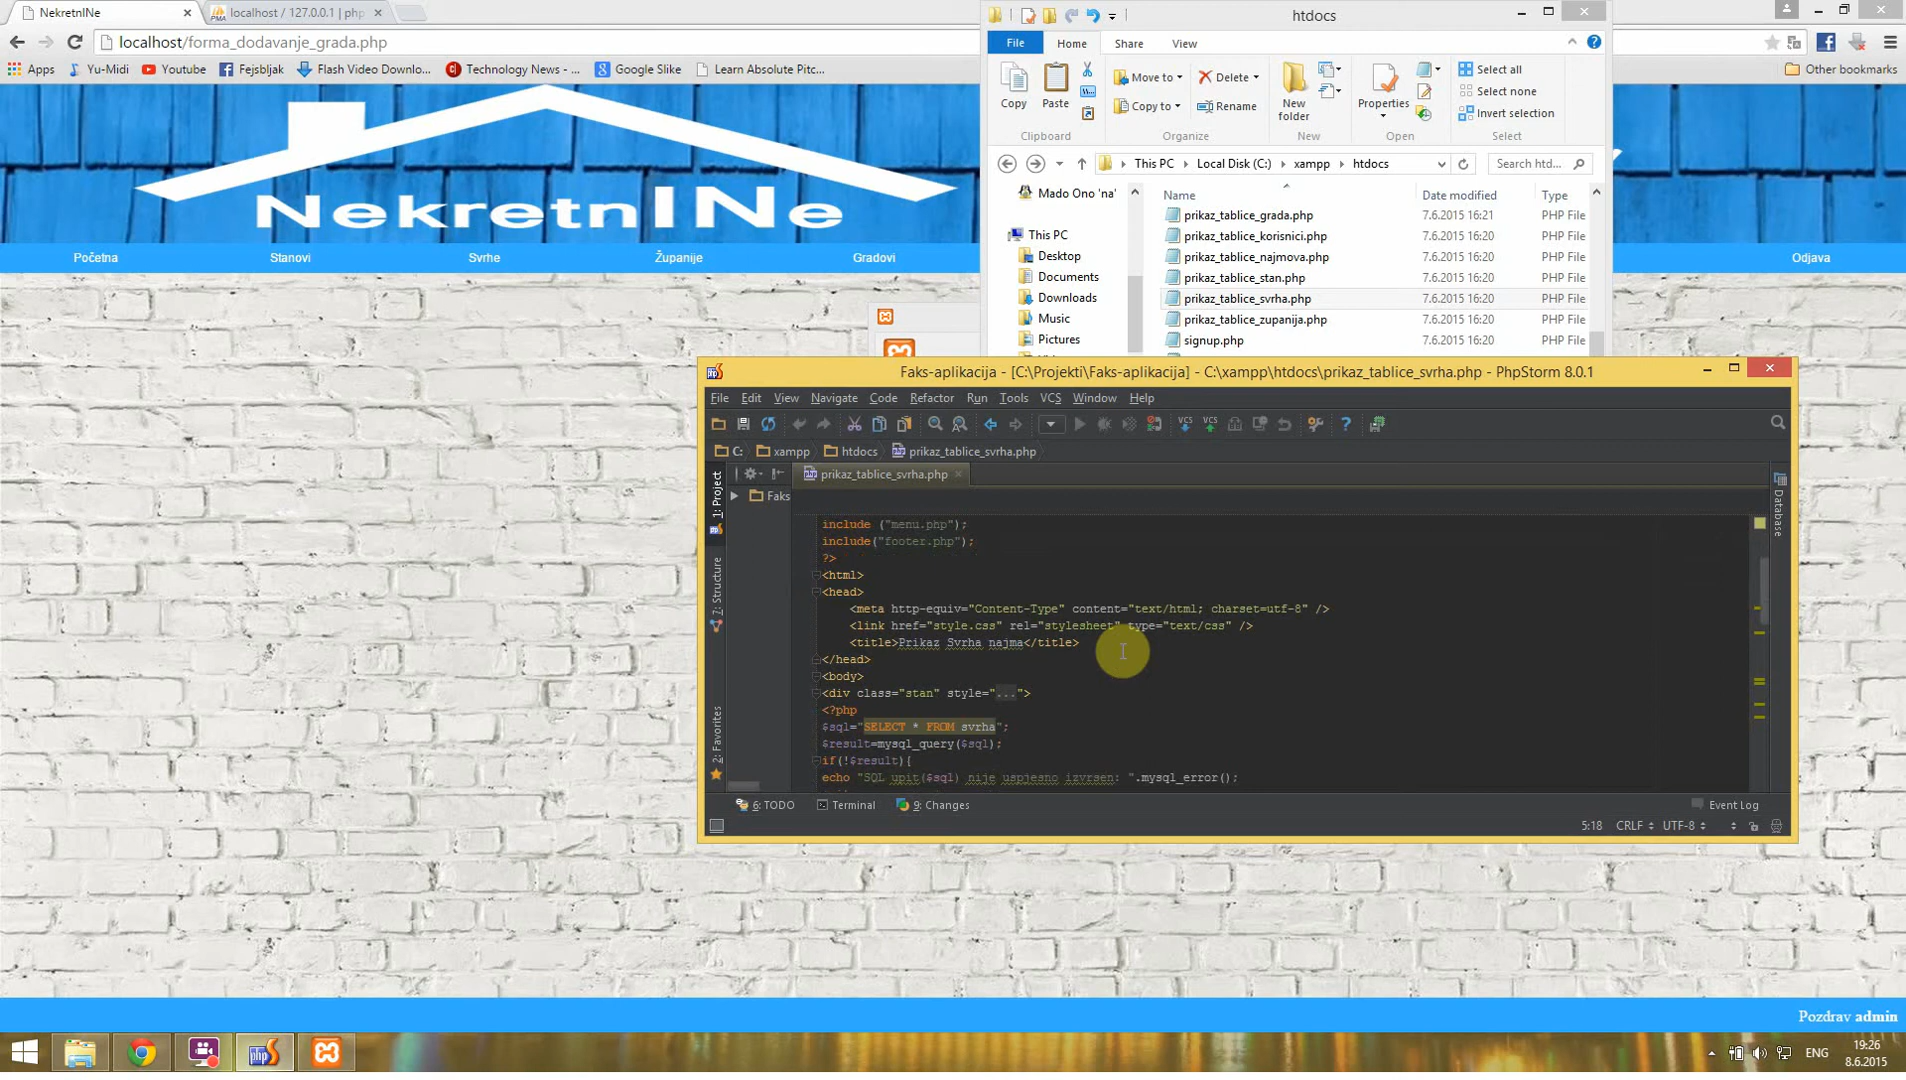 NekretnINe
localhost / 127.0.0.1 | php
localhost/forma_dodavanje_grada.php
Apps
Yu-Midi
Youtube
Fejsbljak
Flash Video Downlo...
Technology News - ...
Google Slike
Learn Absolute Pitc...
Other bookmarks
NekretnINe
Početna
Stanovi
Svrhe
Županije
Gradovi
Odjava
htdocs
File
Home
Share
View
Copy
Paste
Move to
Copy to
Delete
Rename
New
folder
Properties
Select all
Select none
Invert selection
Clipboard
Organize
New
Open
Select
This PC
Local Disk (C:)
xampp
htdocs
Search htd...
Mado Ono 'na'
This PC
Desktop
Documents
Downloads
Music
Pictures
Name
Date modified
Type
prikaz_tablice_grada.php
7.6.2015 16:21
PHP File
prikaz_tablice_korisnici.php
7.6.2015 16:20
PHP File
prikaz_tablice_najmova.php
7.6.2015 16:20
PHP File
prikaz_tablice_stan.php
7.6.2015 16:20
PHP File
prikaz_tablice_svrha.php
7.6.2015 16:20
PHP File
prikaz_tablice_zupanija.php
7.6.2015 16:20
PHP File
signup.php
7.6.2015 16:20
PHP File
Faks-aplikacija - [C:\Projekti\Faks-aplikacija] - C:\xampp\htdocs\prikaz_tablice_svrha.php - PhpStorm 8.0.1
File
Edit
View
Navigate
Code
Refactor
Run
Tools
VCS
Window
Help
C:
xampp
htdocs
prikaz_tablice_svrha.php
prikaz_tablice_svrha.php
Faks
1: Project
7: Structure
2: Favorites
Database
include ("menu.php");
include("footer.php");
?>
<html>
<head>
<meta http-equiv="Content-Type" content="text/html; charset=utf-8" />
<link href="style.css" rel="stylesheet" type="text/css" />
<title>Prikaz Svrha najma</title>
</head>
<body>
<div class="stan" style="...">
<?php
$sql="SELECT * FROM svrha";
$result=mysql_query($sql);
if(!$result){
echo "SQL upit($sql) nije uspjesno izvrsen: ".mysql_error();
6: TODO
Terminal
9: Changes
Event Log
5:18
CRLF
UTF-8
Pozdrav admin
ENG
19:26
8.6.2015